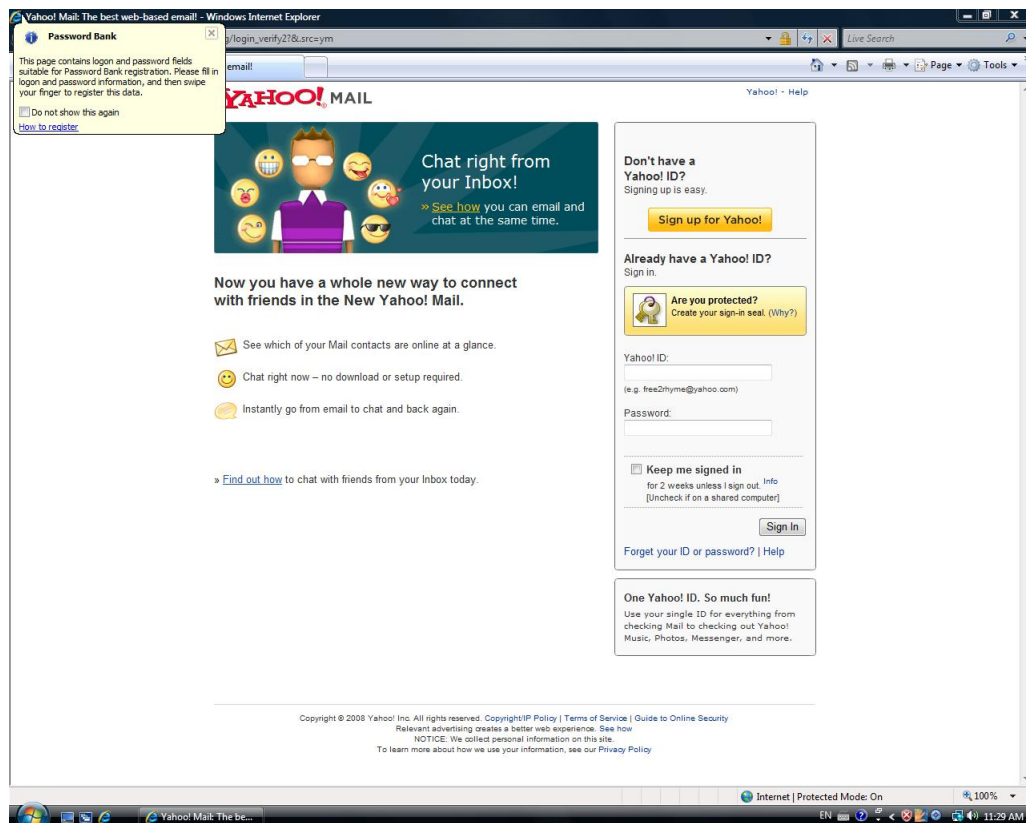 Yahoo! Mail: The best web-based email! - Windows Internet Explorer
Password Bank
This page contains logon and password fields
suitable for Password Bank registration. Please fill in
logon and password information, and then swipe
your finger to register this data.
Do not show this again
How to register
/login_verify2?&.src=ym
Live Search
email!
Page
Tools
YAHOO! MAIL
Yahoo! - Help
Chat right from
your Inbox!
» See how you can email and
chat at the same time.
Now you have a whole new way to connect
with friends in the New Yahoo! Mail.
See which of your Mail contacts are online at a glance.
Chat right now – no download or setup required.
Instantly go from email to chat and back again.
» Find out how to chat with friends from your Inbox today.
Don't have a
Yahoo! ID?
Signing up is easy.
Sign up for Yahoo!
Already have a Yahoo! ID?
Sign in.
Are you protected?
Create your sign-in seal. (Why?)
Yahoo! ID:
(e.g. free2rhyme@yahoo.com)
Password:
Keep me signed in
for 2 weeks unless I sign out. Info
[Uncheck if on a shared computer]
Sign In
Forget your ID or password? | Help
One Yahoo! ID. So much fun!
Use your single ID for everything from
checking Mail to checking out Yahoo!
Music, Photos, Messenger, and more.
Copyright © 2008 Yahoo! Inc. All rights reserved. Copyright/IP Policy | Terms of Service | Guide to Online Security
Relevant advertising creates a better web experience. See how
NOTICE: We collect personal information on this site.
To learn more about how we use your information, see our Privacy Policy
Internet | Protected Mode: On
100%
Yahoo! Mail: The be...
EN
11:29 AM